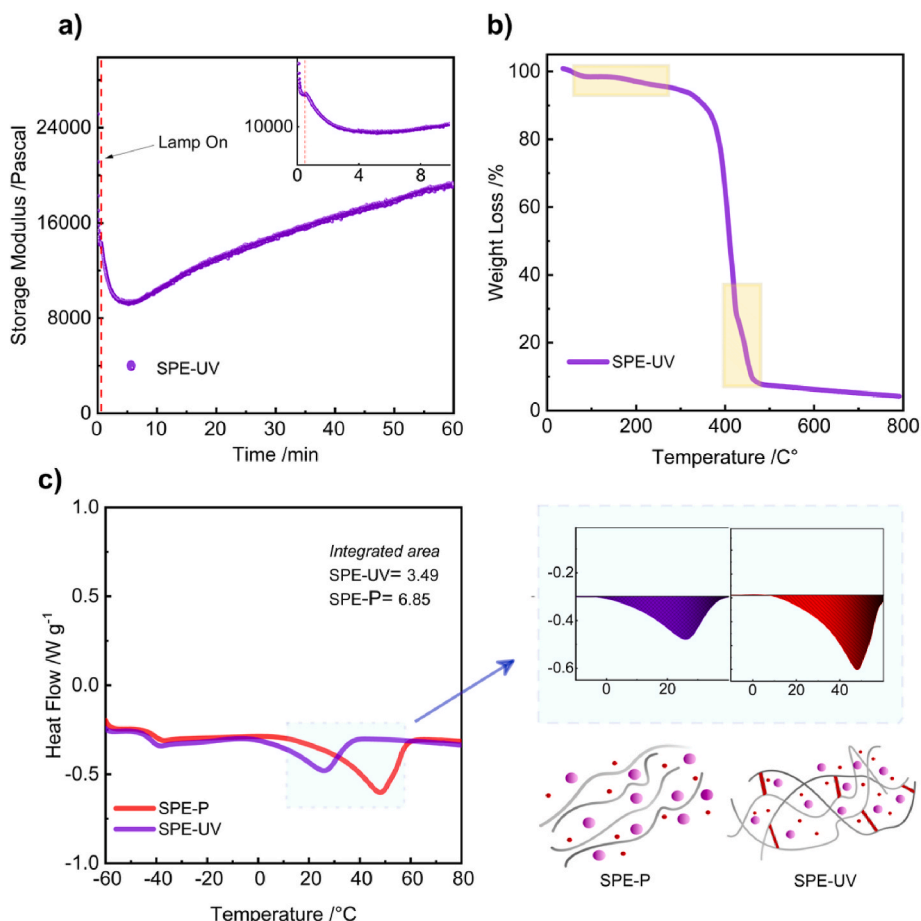 a)
24000
16000
8000
0
Storage Modulus /Pascal
Lamp On
10000
0
4
8
SPE-UV
0
10
20
30
40
50
60
Time /min
b)
100
80
60
40
20
0
Weight Loss /%
SPE-UV
0
200
400
600
800
Temperature /C°
c)
1.0
0.5
0.0
-0.5
-1.0
Heat Flow /W g⁻¹
Integrated area
SPE-UV= 3.49
SPE-P= 6.85
SPE-P
SPE-UV
-60
-40
-20
0
20
40
60
80
Temperature /°C
-0.2
-0.4
-0.6
0
20
0
20
40
SPE-P
SPE-UV